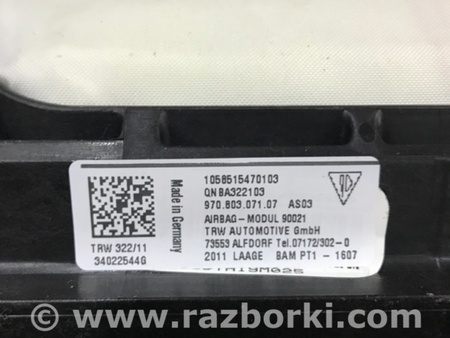 1058515470103
QNBA322103
970.803.071.07 AS03
AIRBAG-MODUL 90021
TRW AUTOMOTIVE GmbH
73553 ALFDORF Tel.07172/302-0
2011 LAAGE BAM PT1 - 1607
Made in Germany
TRW 322/11
34022544G
© www.razborki.com